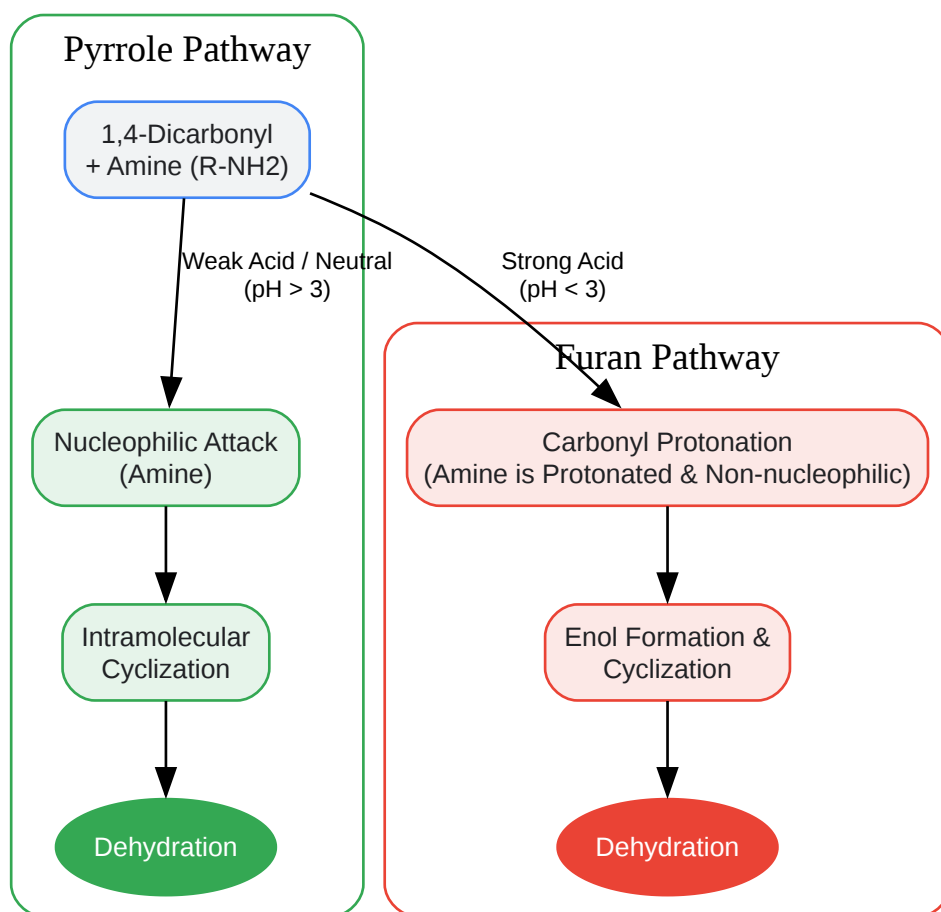 Pyrrole Pathway
1,4-Dicarbonyl
+ Amine (R-NH2)
Weak Acid / Neutral
(pH > 3)
Strong Acid
(pH < 3)
Furan Pathway
Nucleophilic Attack
(Amine)
Carbonyl Protonation
(Amine is Protonated & Non-nucleophilic)
Intramolecular
Cyclization
Enol Formation &
Cyclization
Dehydration
Dehydration